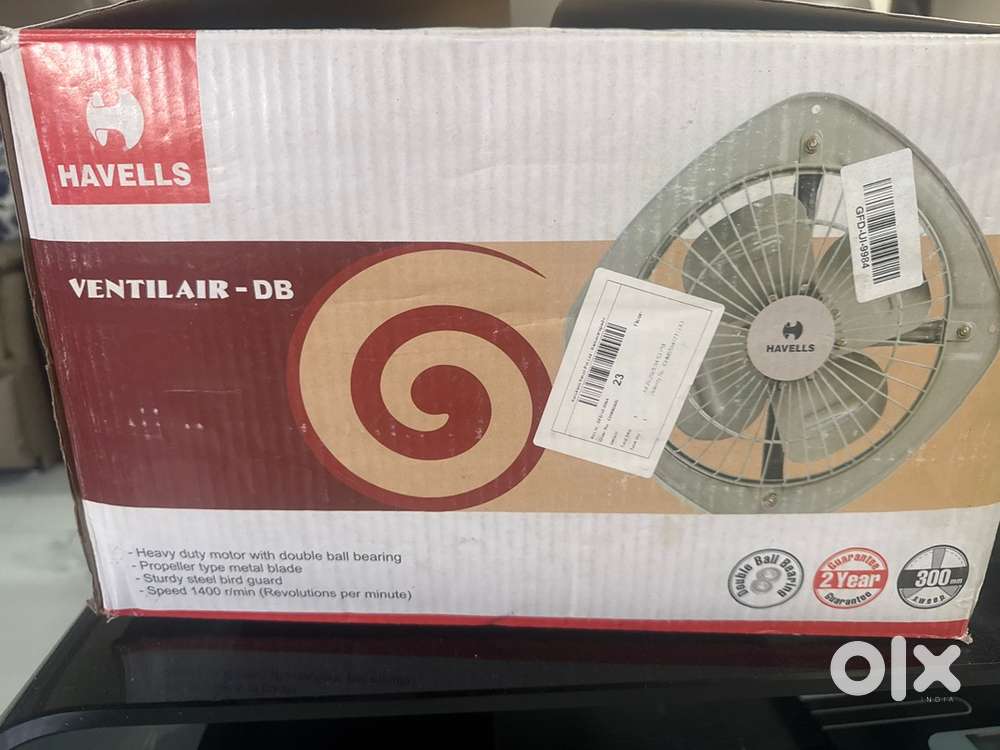 HAVELLS
VENTILAIR - DB
GFD-UI-9984
23
HAVELLS
- Heavy duty motor with double ball bearing
- Propeller type metal blade
- Sturdy steel bird guard
- Speed 1400 r/min (Revolutions per minute)
Double Ball Bearing
8
Guarantee
2 Year
Guarantee
300mm
sweep
olx
INDIA